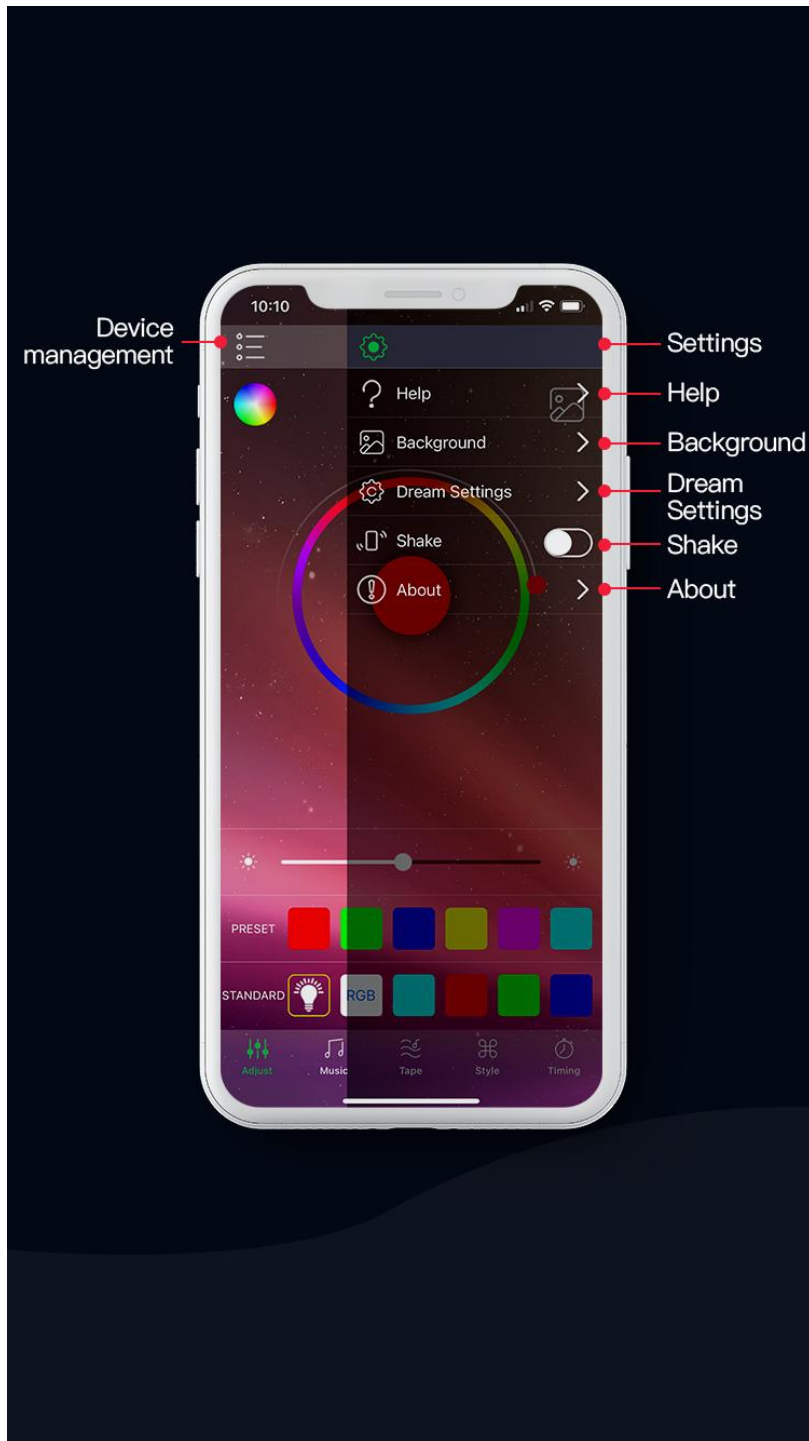 10:10
Device
management
Settings
Help
Help
Background
Background
Dream Settings
Dream
Settings
Shake
Shake
About
About
PRESET
STANDARD
RGB
Adjust
Music
Tape
Style
Timing